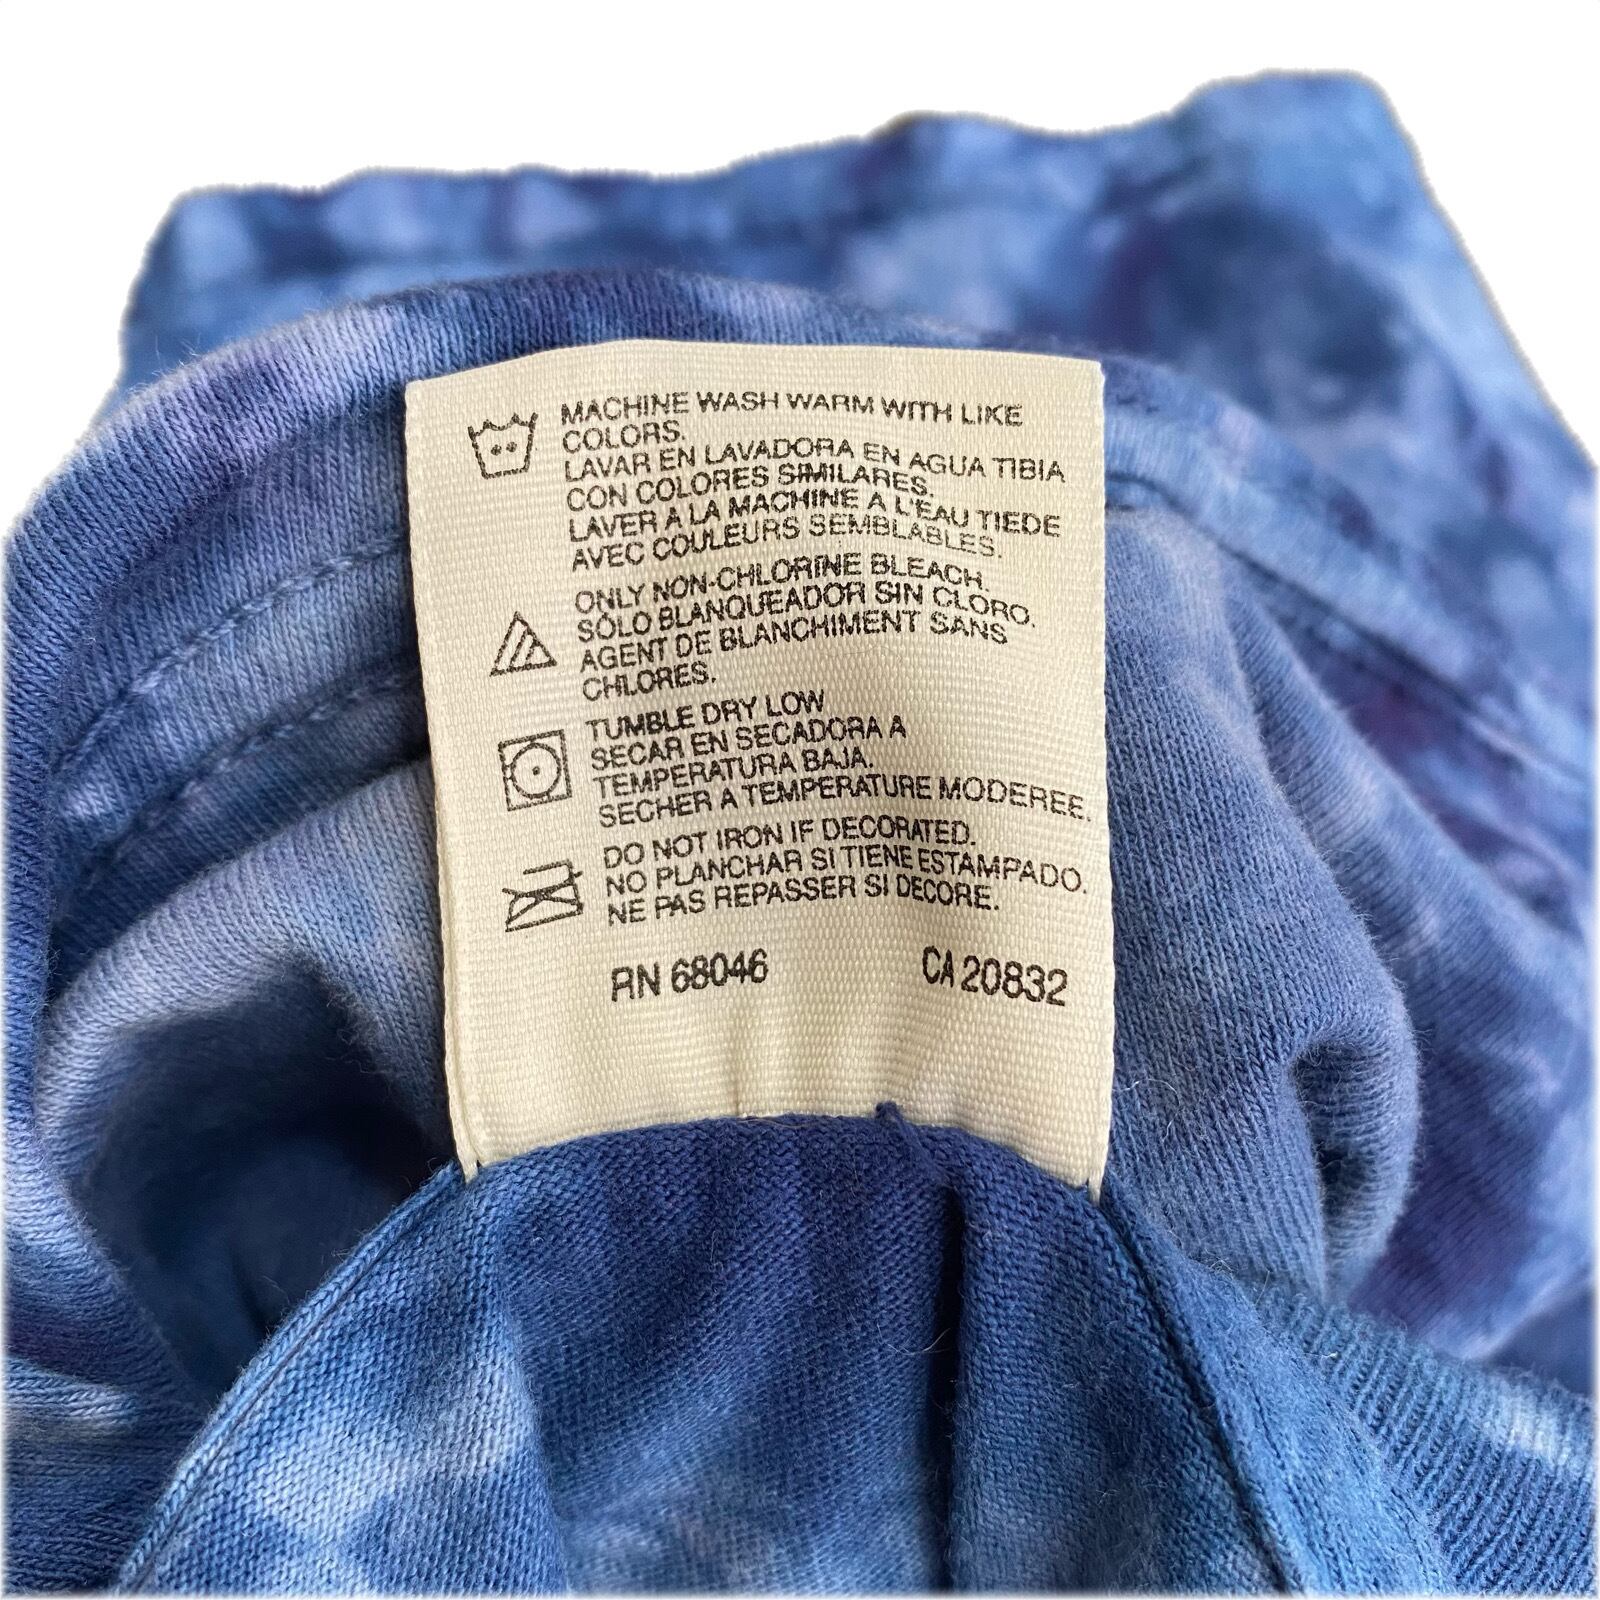 MACHINE WASH WARM WITH LIKE
COLORS.
LAVAR EN LAVADORA EN AGUA TIBIA
CON COLORES SIMILARES.
LAVER A LA MACHINE A L'EAU TIEDE
AVEC COULEURS SEMBLABLES.
ONLY NON-CHLORINE BLEACH.
SÓLO BLANQUEADOR SIN CLORO.
AGENT DE BLANCHIMENT SANS
CHLORES.
TUMBLE DRY LOW
SECAR EN SECADORA A
TEMPERATURA BAJA.
SECHER A TEMPERATURE MODEREE.
DO NOT IRON IF DECORATED.
NO PLANCHAR SI TIENE ESTAMPADO.
NE PAS REPASSER SI DECORE.
RN 68046 CA 20832